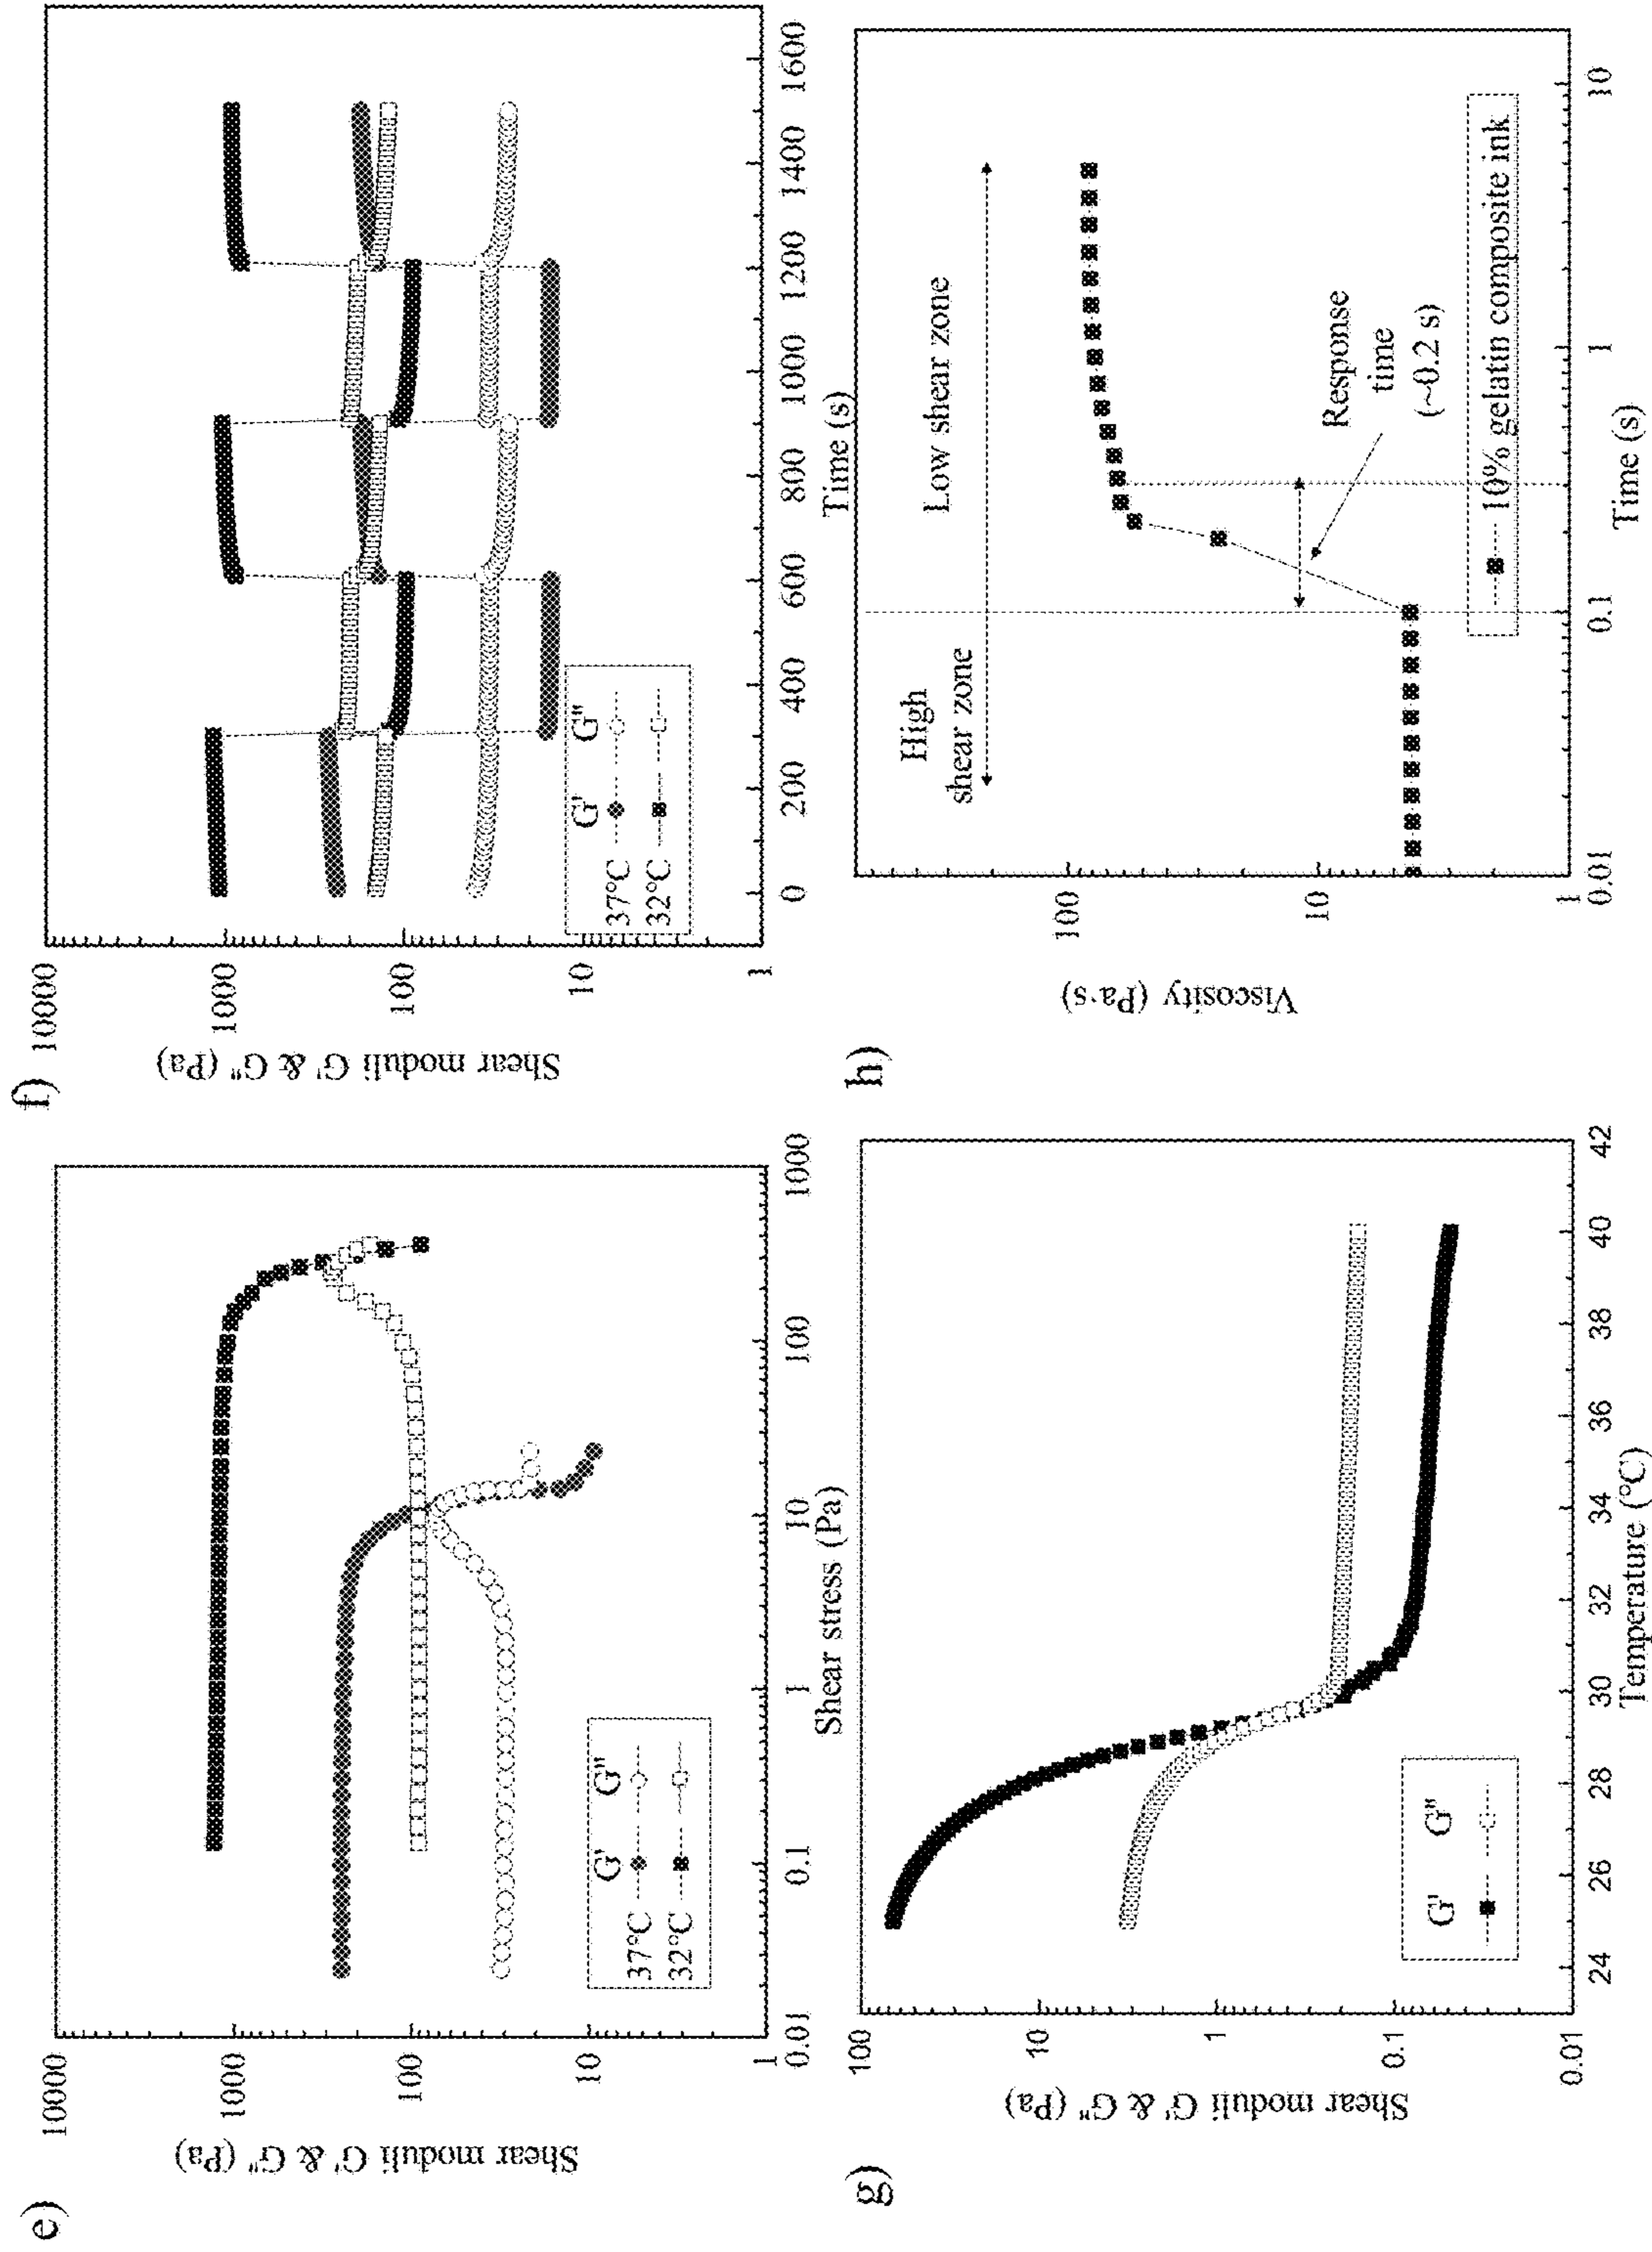 e)
Shear moduli G' & G" (Pa)
10000
1000
100
10
1
0.01
0.1
1
10
100
1000
Shear stress (Pa)
G' G"
37°C
32°C
f)
Shear moduli G' & G" (Pa)
10000
1000
100
10
1
0
200
400
600
800
1000
1200
1400
1600
Time (s)
G' G"
37°C
32°C
g)
Shear moduli G' & G" (Pa)
100
10
1
0.1
0.01
24
26
28
30
32
34
36
38
40
42
Temperature (°C)
G' G"
h)
Viscosity (Pa·s)
100
10
1
0.01
0.1
1
10
Time (s)
High
shear zone
Low shear zone
Response
time
(~0.2 s)
10% gelatin composite ink